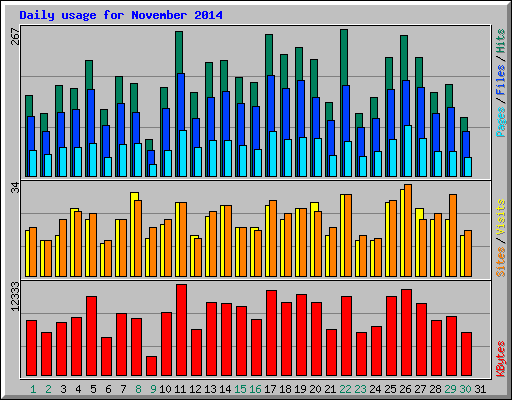 Daily usage for November 2014
267
Pages / Files / Hits
34
Sites / Visits
12333
KBytes
1 2 3 4 5 6 7 8 9 10 11 12 13 14 15 16 17 18 19 20 21 22 23 24 25 26 27 28 29 30 31